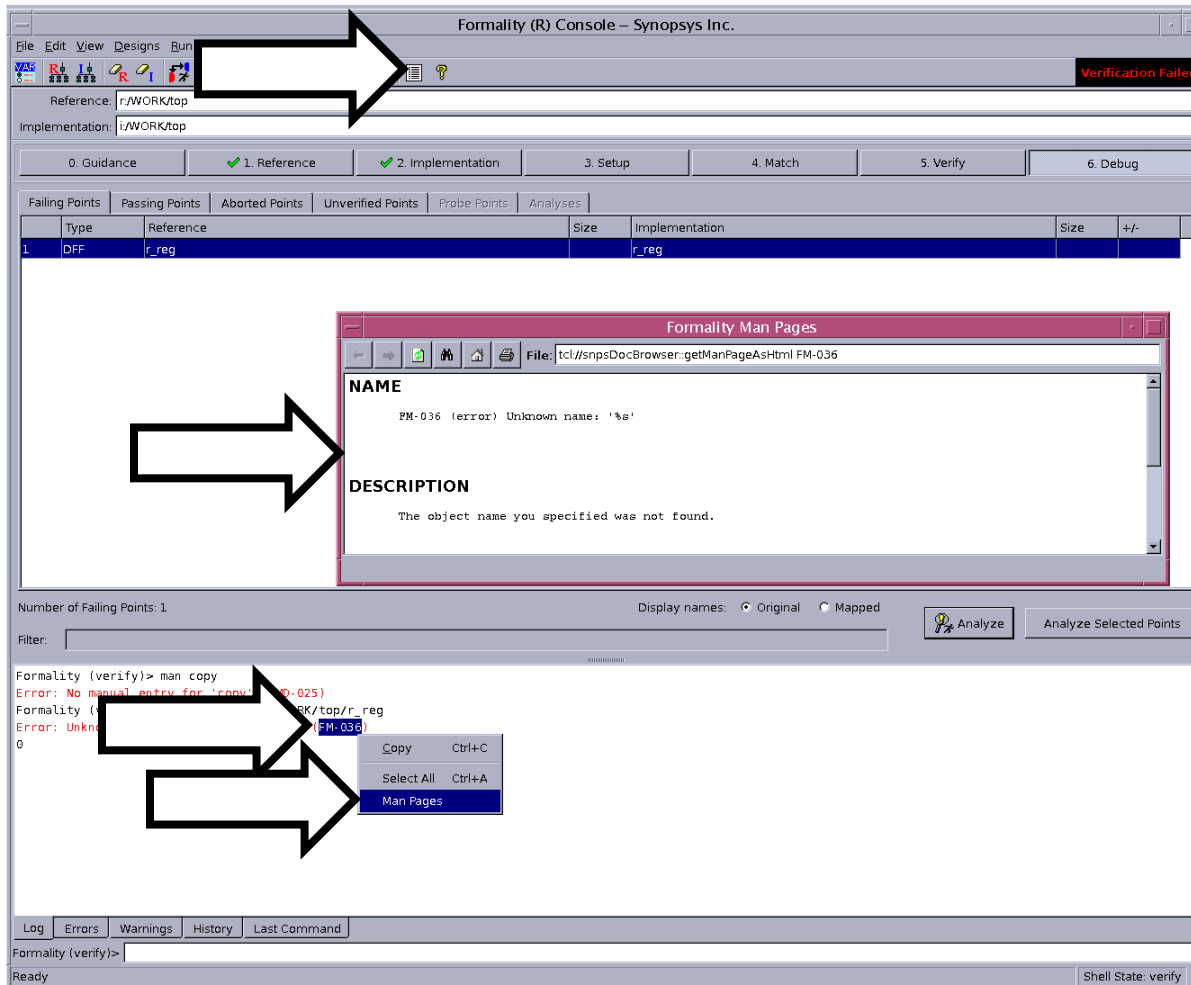 Formality (R) Console – Synopsys Inc.
File Edit View Designs Run
VAR R I R I
Verification Faile
Reference: r:/WORK/top
Implementation: i:/WORK/top
0. Guidance 1. Reference 2. Implementation 3. Setup 4. Match 5. Verify 6. Debug
Failing Points Passing Points Aborted Points Unverified Points Probe Points Analyses
Type Reference Size Implementation Size +/-
1 DFF r_reg r_reg
Formality Man Pages
File: tcl://snpsDocBrowser::getManPageAsHtml FM-036
NAME
FM-036 (error) Unknown name: '%s'
DESCRIPTION
The object name you specified was not found.
Number of Failing Points: 1 Display names: Original Mapped Analyze Analyze Selected Points
Filter:
Formality (verify)> man copy
Error: No manual entry for 'copy' D-025)
Formality (v RK/top/r_reg
Error: Unkn (FM-036)
0
Copy Ctrl+C
Select All Ctrl+A
Man Pages
Log Errors Warnings History Last Command
Formality (verify)>
Ready Shell State: verify